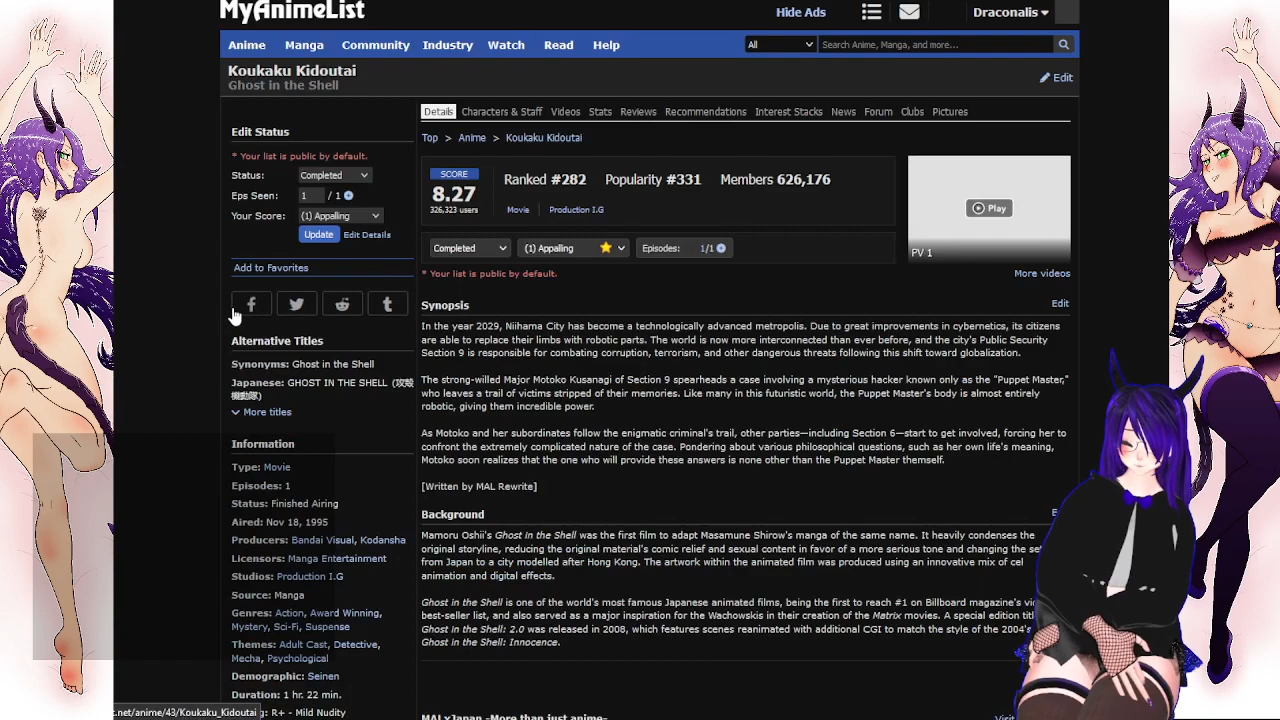 MyAnimeList
Hide Ads
Draconalis
Anime Manga Community Industry Watch Read Help
All Search Anime, Manga, and more...
Koukaku Kidoutai
Ghost in the Shell
Edit
Edit Status
* Your list is public by default.
Status: Completed
Eps Seen: 1 / 1
Your Score: (1) Appalling
Update Edit Details
Add to Favorites
Alternative Titles
Synonyms: Ghost in the Shell
Japanese: GHOST IN THE SHELL (攻殻
機動隊)
More titles
Information
Type: Movie
Episodes: 1
Status: Finished Airing
Aired: Nov 18, 1995
Producers: Bandai Visual, Kodansha
Licensors: Manga Entertainment
Studios: Production I.G
Source: Manga
Genres: Action, Award Winning,
Mystery, Sci-Fi, Suspense
Themes: Adult Cast, Detective,
Mecha, Psychological
Demographic: Seinen
Duration: 1 hr. 22 min.
g: R+ - Mild Nudity
t.net/anime/43/Koukaku_Kidoutai
Details Characters & Staff Videos Stats Reviews Recommendations Interest Stacks News Forum Clubs Pictures
Top > Anime > Koukaku Kidoutai
SCORE
8.27
326,323 users
Ranked #282 Popularity #331 Members 626,176
Movie Production I.G
Completed (1) Appalling Episodes: 1/1
* Your list is public by default.
Play
PV 1
More videos
Synopsis
Edit
In the year 2029, Niihama City has become a technologically advanced metropolis. Due to great improvements in cybernetics, its citizens
are able to replace their limbs with robotic parts. The world is now more interconnected than ever before, and the city's Public Security
Section 9 is responsible for combating corruption, terrorism, and other dangerous threats following this shift toward globalization.
The strong-willed Major Motoko Kusanagi of Section 9 spearheads a case involving a mysterious hacker known only as the "Puppet Master,"
who leaves a trail of victims stripped of their memories. Like many in this futuristic world, the Puppet Master's body is almost entirely
robotic, giving them incredible power.
As Motoko and her subordinates follow the enigmatic criminal's trail, other parties—including Section 6—start to get involved, forcing her to
confront the extremely complicated nature of the case. Pondering about various philosophical questions, such as her own life's meaning,
Motoko soon realizes that the one who will provide these answers is none other than the Puppet Master themself.
[Written by MAL Rewrite]
Background
Mamoru Oshii's Ghost in the Shell was the first film to adapt Masamune Shirow's manga of the same name. It heavily condenses the
original storyline, reducing the original material's comic relief and sexual content in favor of a more serious tone and changing the set
from Japan to a city modelled after Hong Kong. The artwork within the animated film was produced using an innovative mix of cel
animation and digital effects.
Ghost in the Shell is one of the world's most famous Japanese animated films, being the first to reach #1 on Billboard magazine's vi
best-seller list, and also served as a major inspiration for the Wachowskis in their creation of the Matrix movies. A special edition titl
Ghost in the Shell: 2.0 was released in 2008, which features scenes reanimated with additional CGI to match the style of the 2004's
Ghost in the Shell: Innocence.
MALxJapan -More than just anime-